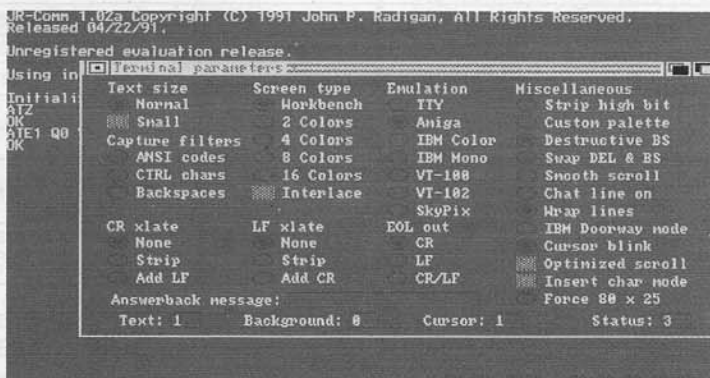 JR-Comm 1.02a Copyright (C) 1991 John P. Radigan, All Rights Reserved.
Released 04/22/91.
Unregistered evaluation release.
Using in
Initiali
ATZ
OK
ATE1 Q0
OK
Terminal parameters
Text size
Normal
Small
Capture filters
ANSI codes
CTRL chars
Backspaces
CR xlate
None
Strip
Add LF
Screen type
Workbench
2 Colors
4 Colors
8 Colors
16 Colors
Interlace
LF xlate
None
Strip
Add CR
Emulation
TTY
Amiga
IBM Color
IBM Mono
VT-100
VT-102
SkyPix
EOL out
CR
LF
CR/LF
Miscellaneous
Strip high bit
Custom palette
Destructive BS
Swap DEL & BS
Smooth scroll
Chat line on
Wrap lines
IBM Doorway mode
Cursor blink
Optimized scroll
Insert char mode
Force 80 x 25
Answerback message:
Text: 1 Background: 0 Cursor: 1 Status: 3